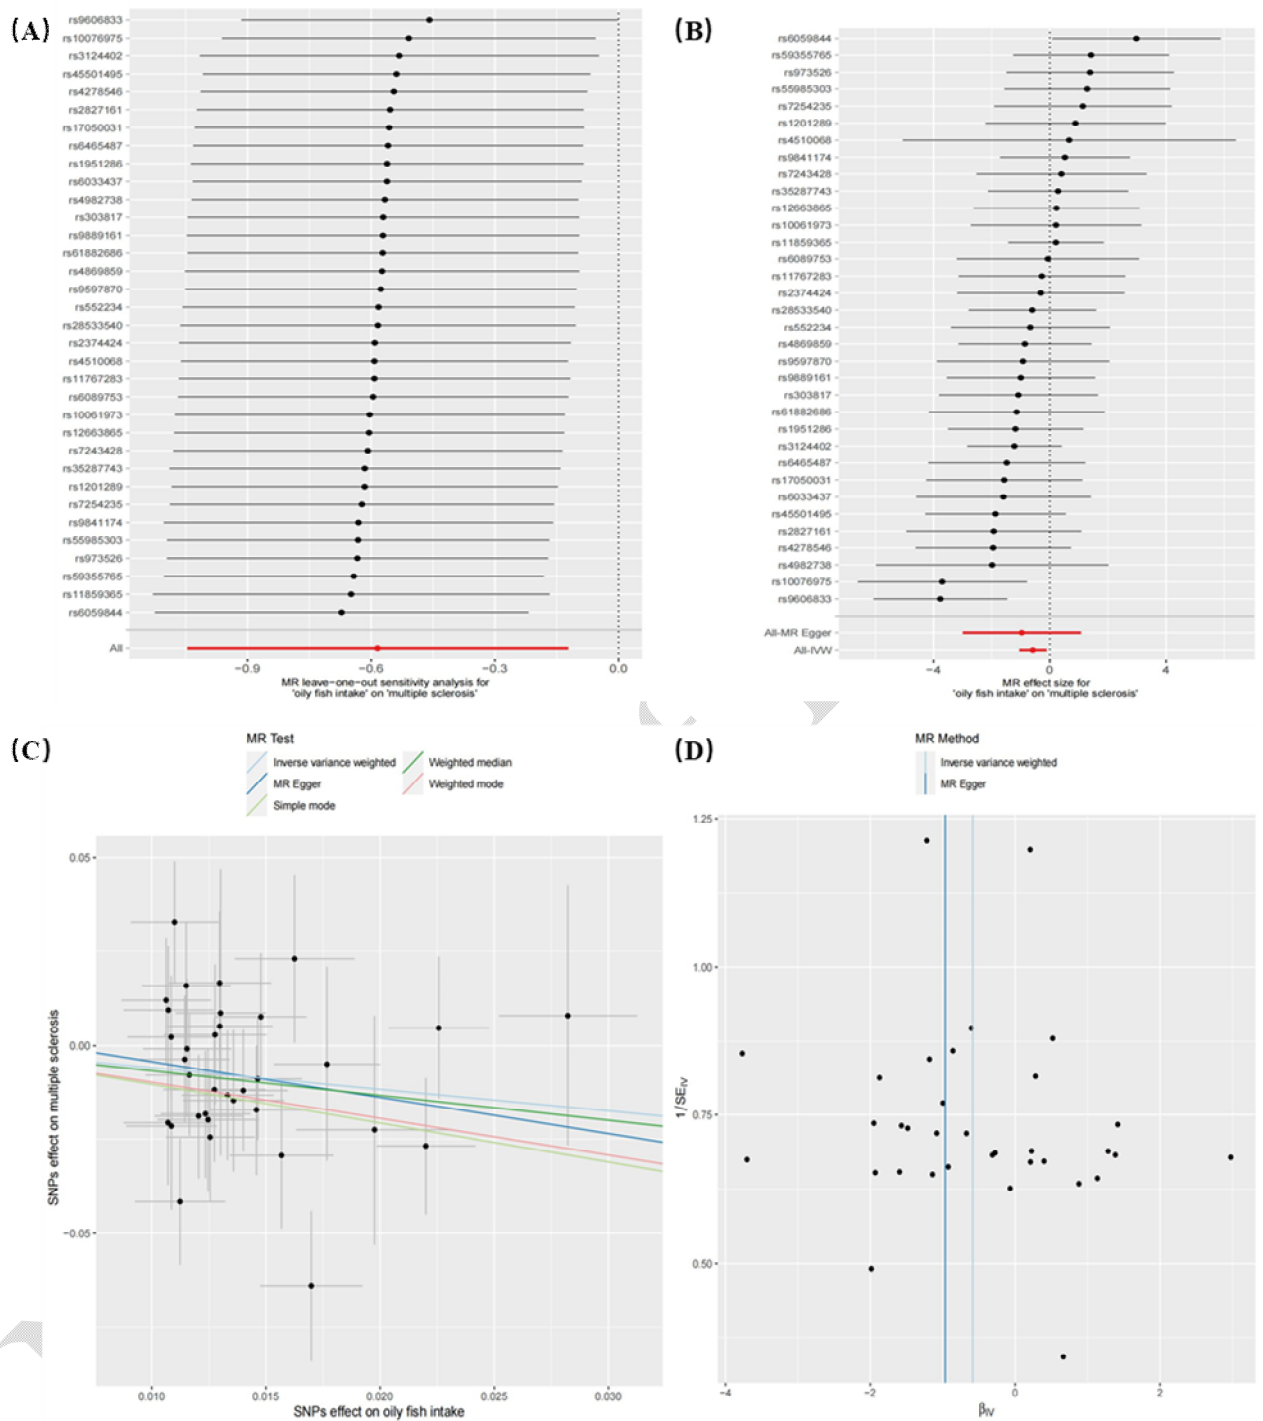 (A)
rs9606833
rs10076975
rs3124402
rs45501495
rs4278546
rs2827161
rs17050031
rs6465487
rs1951286
rs6033437
rs4982738
rs303817
rs9889161
rs61882686
rs4869859
rs9597870
rs552234
rs28533540
rs2374424
rs4510068
rs11767283
rs6089753
rs10061973
rs12663865
rs7243428
rs35287743
rs1201289
rs7254235
rs9841174
rs55985303
rs973526
rs59355765
rs11859365
rs6059844
All
−0.9 −0.6 −0.3 0.0
MR leave−one−out sensitivity analysis for
'oily fish intake' on 'multiple sclerosis'
(B)
rs6059844
rs59355765
rs973526
rs55985303
rs7254235
rs1201289
rs4510068
rs9841174
rs7243428
rs35287743
rs12663865
rs10061973
rs11859365
rs6089753
rs11767283
rs2374424
rs28533540
rs552234
rs4869859
rs9597870
rs9889161
rs303817
rs61882686
rs1951286
rs3124402
rs6465487
rs17050031
rs6033437
rs45501495
rs2827161
rs4278546
rs4982738
rs10076975
rs9606833
All-MR Egger
All-IVW
−4 0 4
MR effect size for
'oily fish intake' on 'multiple sclerosis'
(C)
MR Test
Inverse variance weighted
Weighted median
MR Egger
Weighted mode
Simple mode
SNPs effect on multiple sclerosis
0.05
0.00
−0.05
0.010 0.015 0.020 0.025 0.030
SNPs effect on oily fish intake
(D)
MR Method
Inverse variance weighted
MR Egger
1/SE_IV
1.25
1.00
0.75
0.50
−4 −2 0 2
β_IV